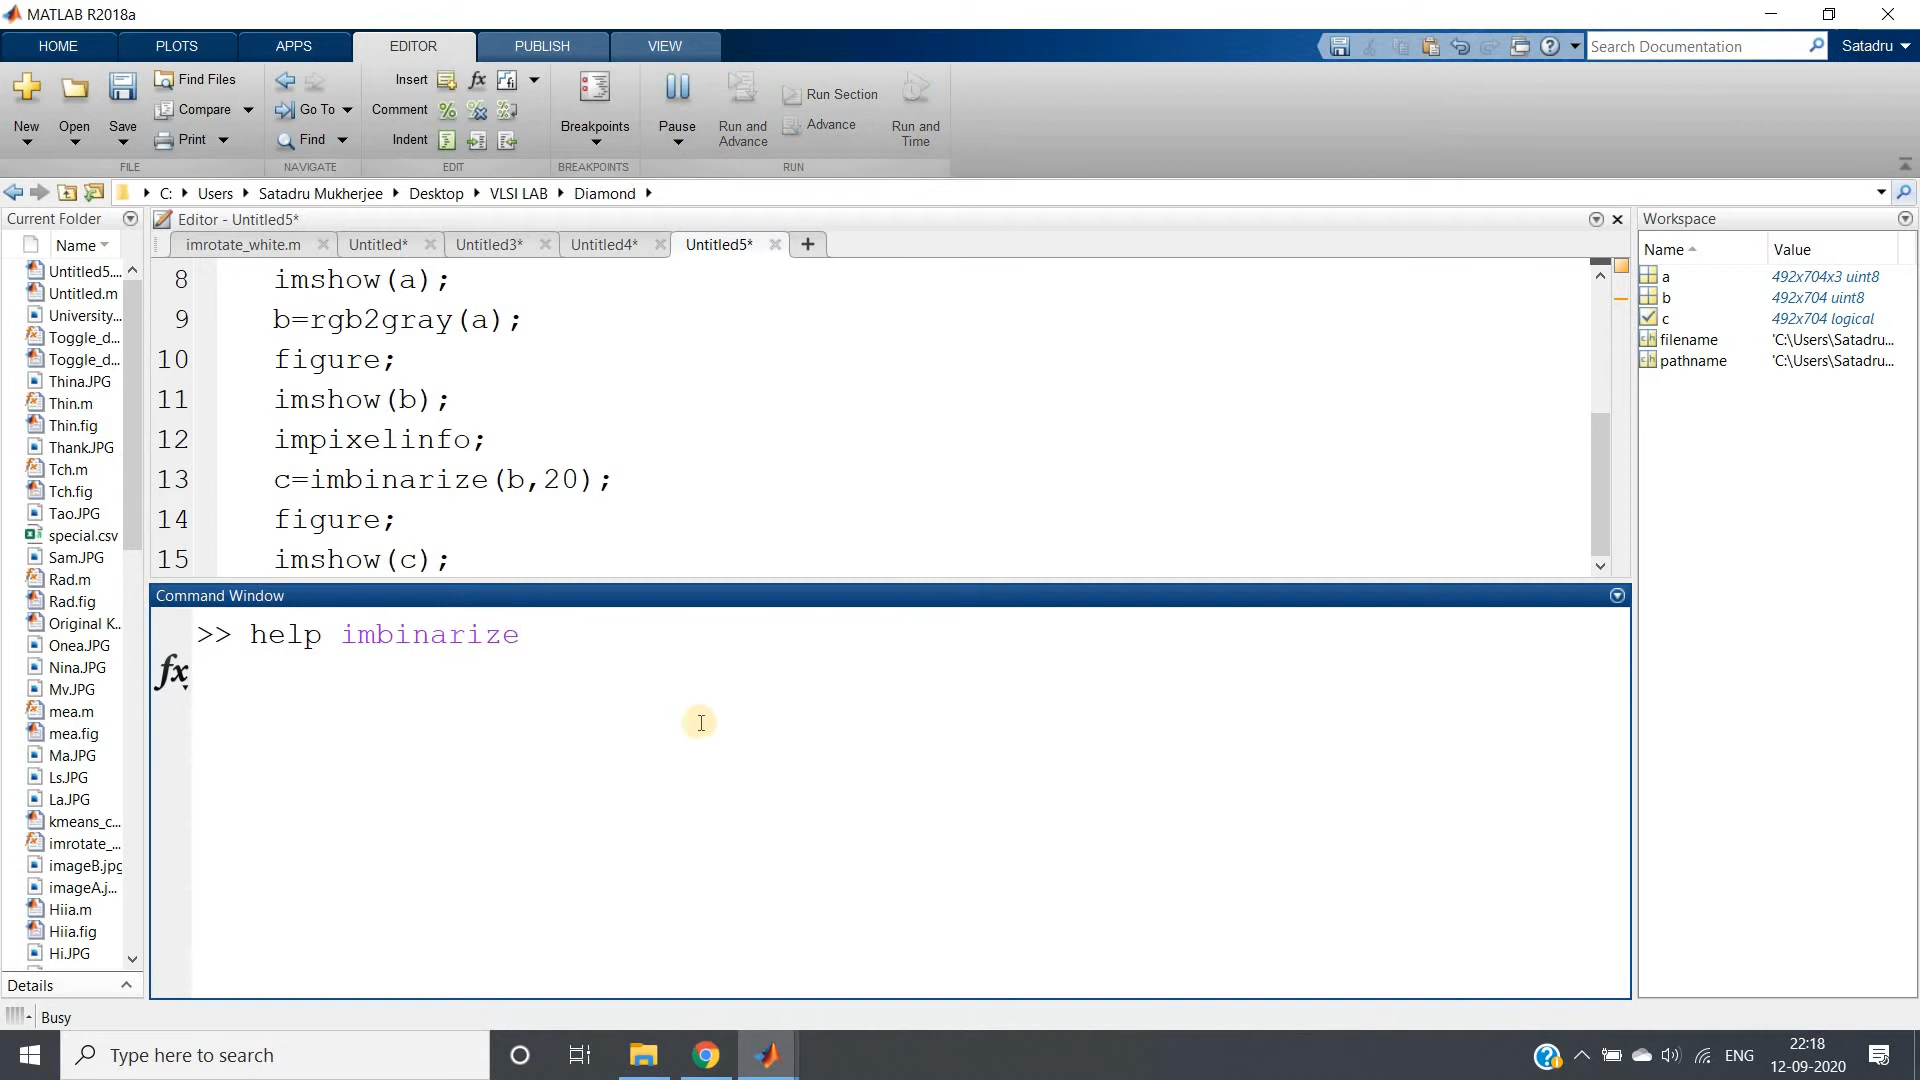 MATLAB R2018a
HOME
PLOTS
APPS
EDITOR
PUBLISH
VIEW
Search Documentation
Satadru
New
Open
Save
Find Files
Compare
Print
Go To
Find
Insert
fx
Comment
Indent
Breakpoints
Pause
Run and Advance
Run Section
Advance
Run and Time
FILE
NAVIGATE
EDIT
BREAKPOINTS
RUN
C:
Users
Satadru Mukherjee
Desktop
VLSI LAB
Diamond
Current Folder
Name
Untitled5....
Untitled.m
University...
Toggle_d...
Toggle_d...
Thina.JPG
Thin.m
Thin.fig
Thank.JPG
Tch.m
Tch.fig
Tao.JPG
special.csv
Sam.JPG
Rad.m
Rad.fig
Original K...
Onea.JPG
Nina.JPG
Mv.JPG
mea.m
mea.fig
Ma.JPG
Ls.JPG
La.JPG
kmeans_c...
imrotate_...
imageB.jpg
imageA.j...
Hiia.m
Hiia.fig
Hi.JPG
Details
Editor - Untitled5*
imrotate_white.m
Untitled*
Untitled3*
Untitled4*
Untitled5*
8 imshow(a);
9 b=rgb2gray(a);
10 figure;
11 imshow(b);
12 impixelinfo;
13 c=imbinarize(b,20);
14 figure;
15 imshow(c);
Command Window
>> help imbinarize
fx
Workspace
Name Value
a 492x704x3 uint8
b 492x704 uint8
c 492x704 logical
filename 'C:\Users\Satadru...
pathname 'C:\Users\Satadru...
Busy
Type here to search
ENG
22:18
12-09-2020